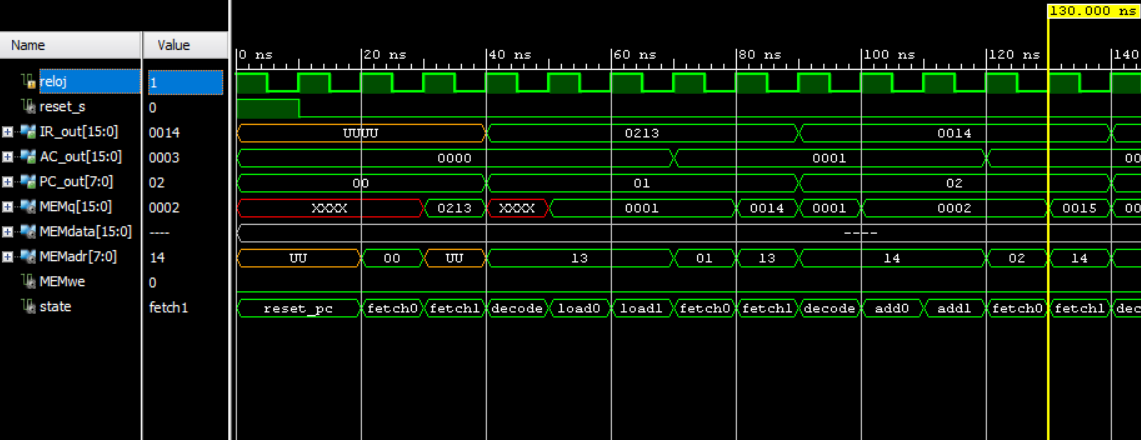 130.000 ns
Name Value
0 ns 20 ns 40 ns 60 ns 80 ns 100 ns 120 ns 140
reloj 1
reset_s 0
IR_out[15:0] 0014 UUUU 0213 0014
AC_out[15:0] 0003 0000 0001 00
PC_out[7:0] 02 00 01 02
MEMq[15:0] 0002 XXXX 0213 XXXX 0001 0014 0001 0002 0015 00
MEMdata[15:0] ---- ----
MEMadr[7:0] 14 UU 00 UU 13 01 13 14 02 14
MEMwe 0
state fetch1 reset_pc fetch0 fetch1 decode load0 load1 fetch0 fetch1 decode add0 add1 fetch0 fetch1 dec